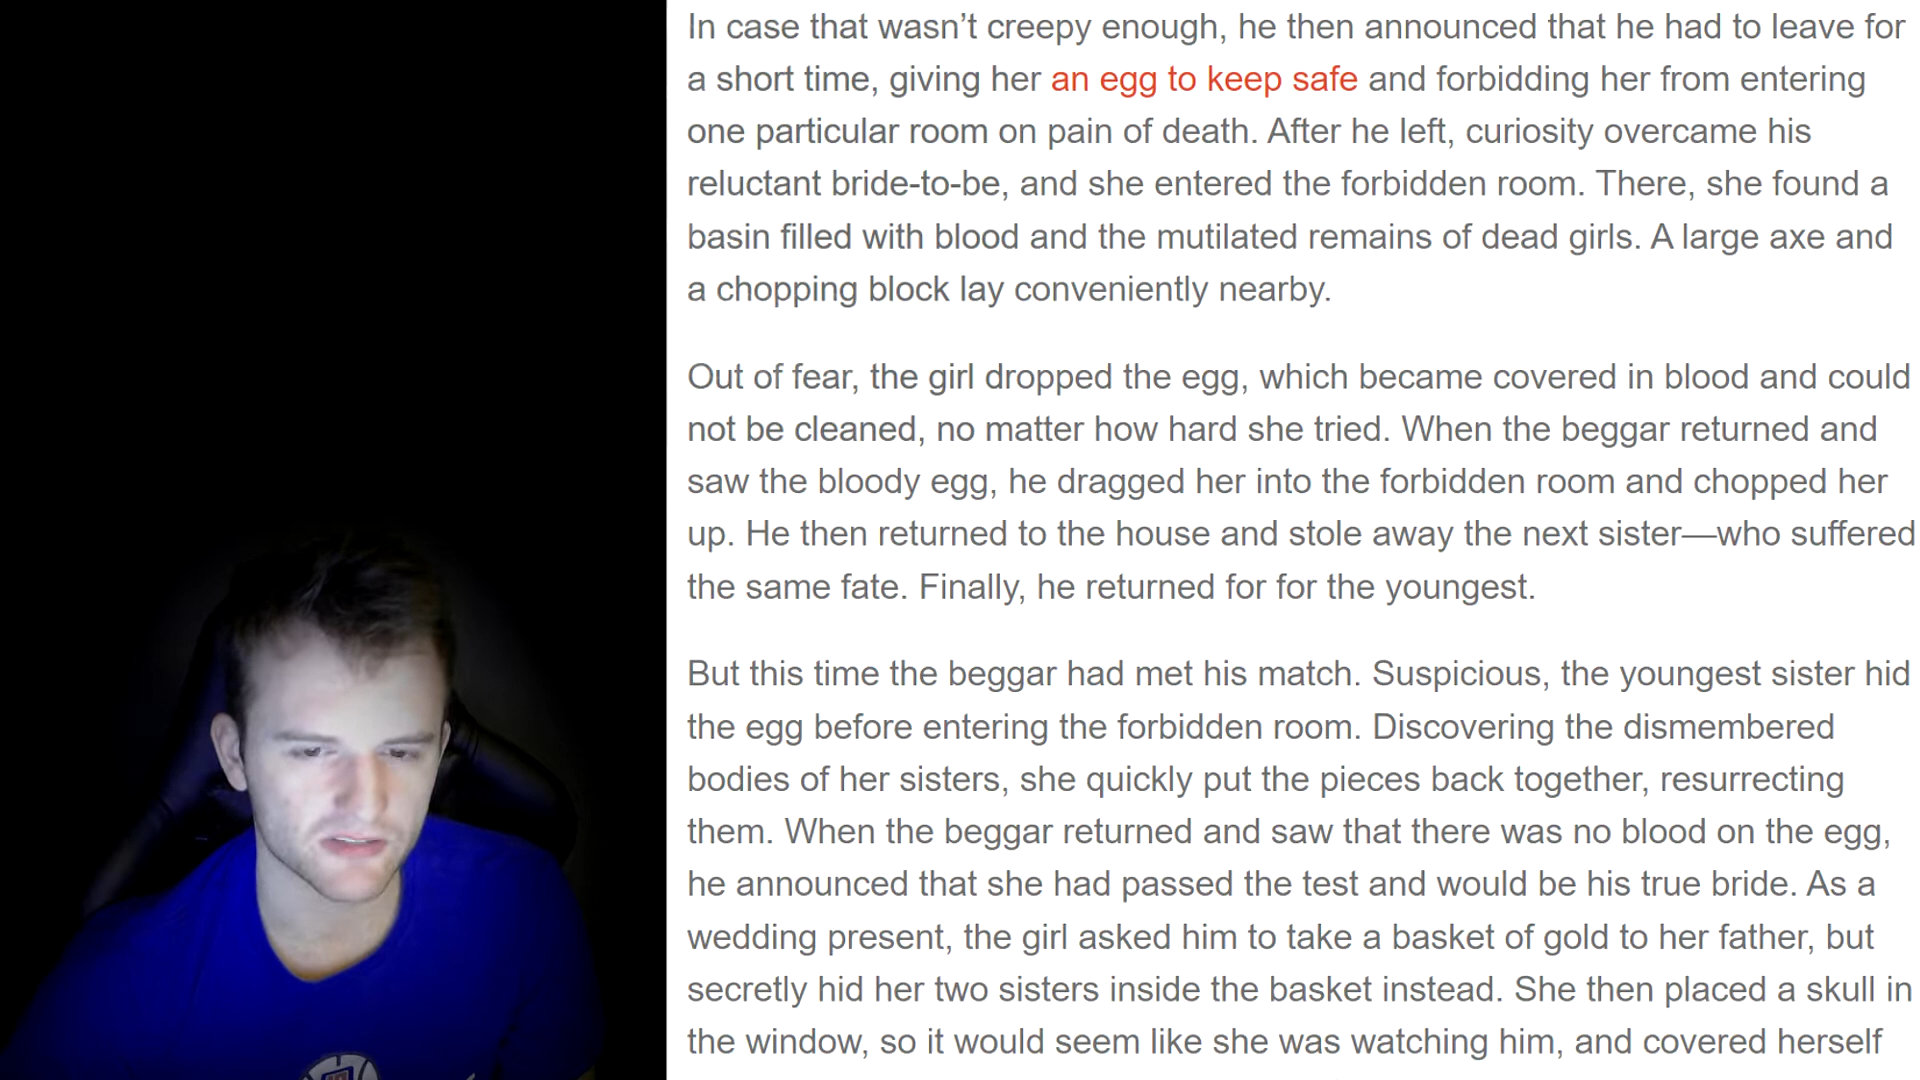 In case that wasn’t creepy enough, he then announced that he had to leave for
a short time, giving her an egg to keep safe and forbidding her from entering
one particular room on pain of death. After he left, curiosity overcame his
reluctant bride-to-be, and she entered the forbidden room. There, she found a
basin filled with blood and the mutilated remains of dead girls. A large axe and
a chopping block lay conveniently nearby.
Out of fear, the girl dropped the egg, which became covered in blood and could
not be cleaned, no matter how hard she tried. When the beggar returned and
saw the bloody egg, he dragged her into the forbidden room and chopped her
up. He then returned to the house and stole away the next sister—who suffered
the same fate. Finally, he returned for for the youngest.
But this time the beggar had met his match. Suspicious, the youngest sister hid
the egg before entering the forbidden room. Discovering the dismembered
bodies of her sisters, she quickly put the pieces back together, resurrecting
them. When the beggar returned and saw that there was no blood on the egg,
he announced that she had passed the test and would be his true bride. As a
wedding present, the girl asked him to take a basket of gold to her father, but
secretly hid her two sisters inside the basket instead. She then placed a skull in
the window, so it would seem like she was watching him, and covered herself